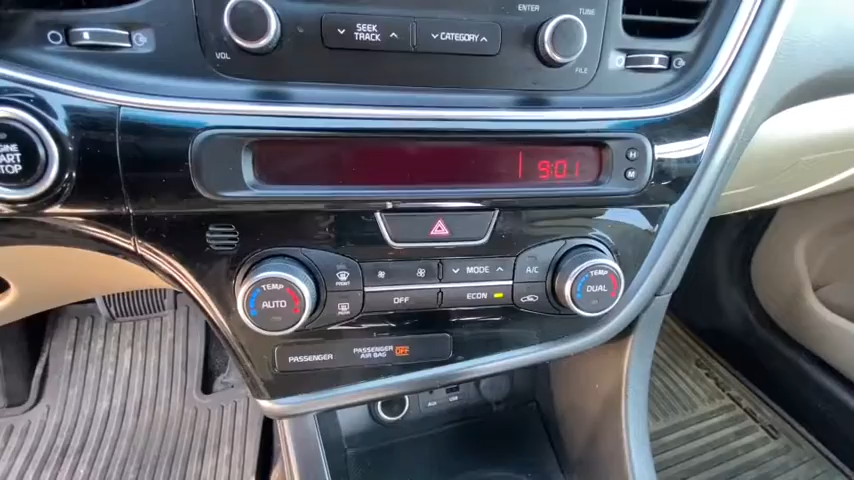 ENTER
TUNE
VOLUME
SEEK
TRACK
CATEGORY
FILE
ENGINE
START
STOP
9:01
H
M
TEMP
AUTO
FRONT
REAR
OFF
MODE
ECON
A/C
TEMP
DUAL
PASSENGER
PASSENGER
AIR BAG
OFF